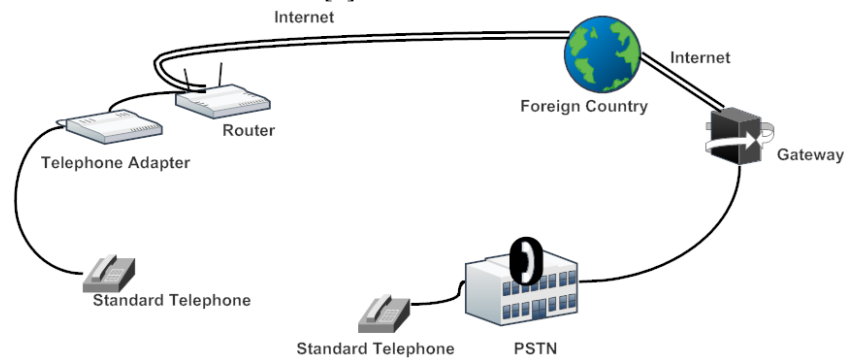 Internet
Internet
Foreign Country
Router
Telephone Adapter
Gateway
Standard Telephone
Standard Telephone
PSTN